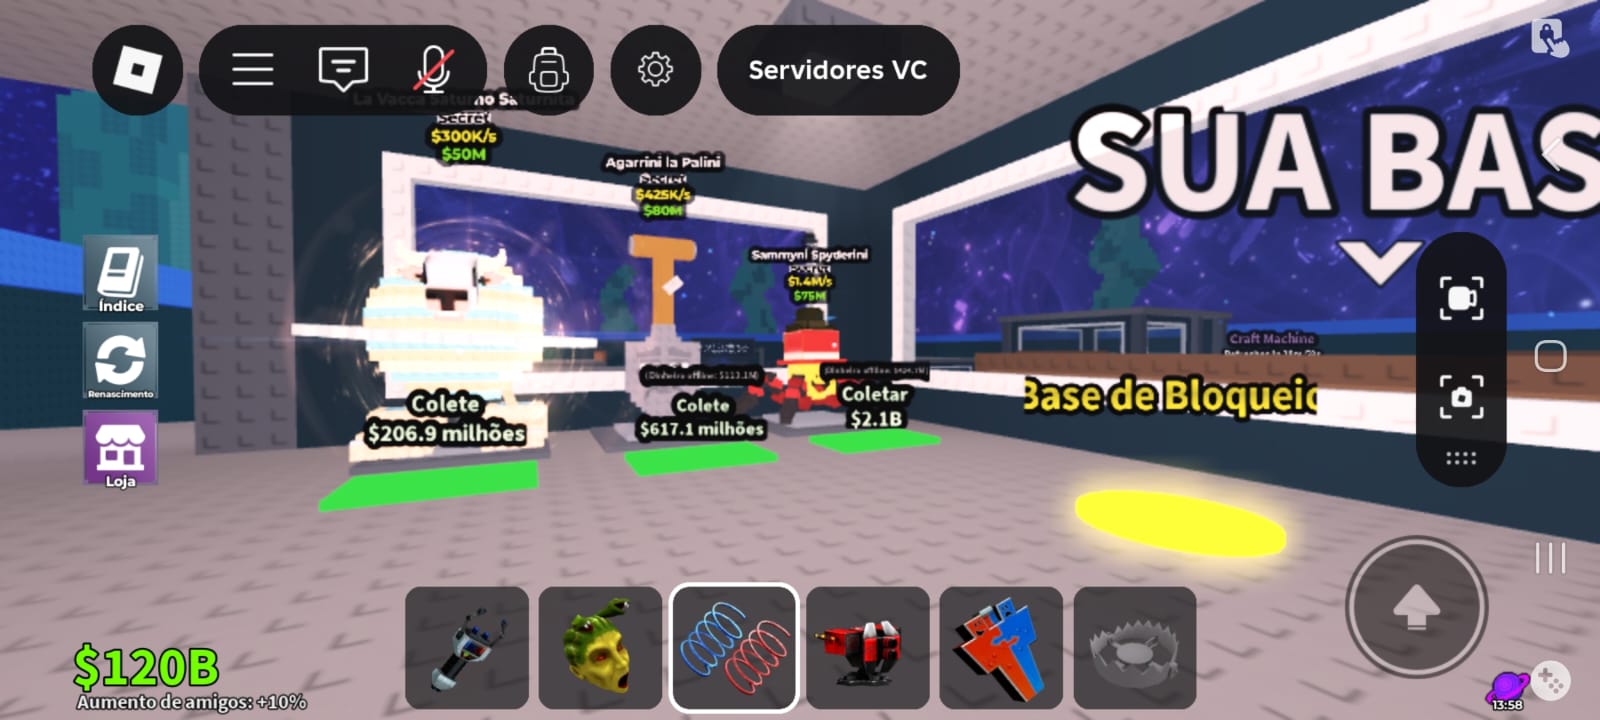 Servidores VC
La Vacca Saturno Saturnita
Secret
$300K/s
$50M
Agarrini la Palini
Secret
$425K/s
$80M
Sammyni Spyderini
Secret
$1.4M/s
$75M
SUA BAS
Índice
Renascimento
Loja
Craft Machine
Base de Bloqueio
Colete
$206.9 milhões
Colete
$617.1 milhões
Coletar
$2.1B
$120B
Aumento de amigos: +10%
13:58